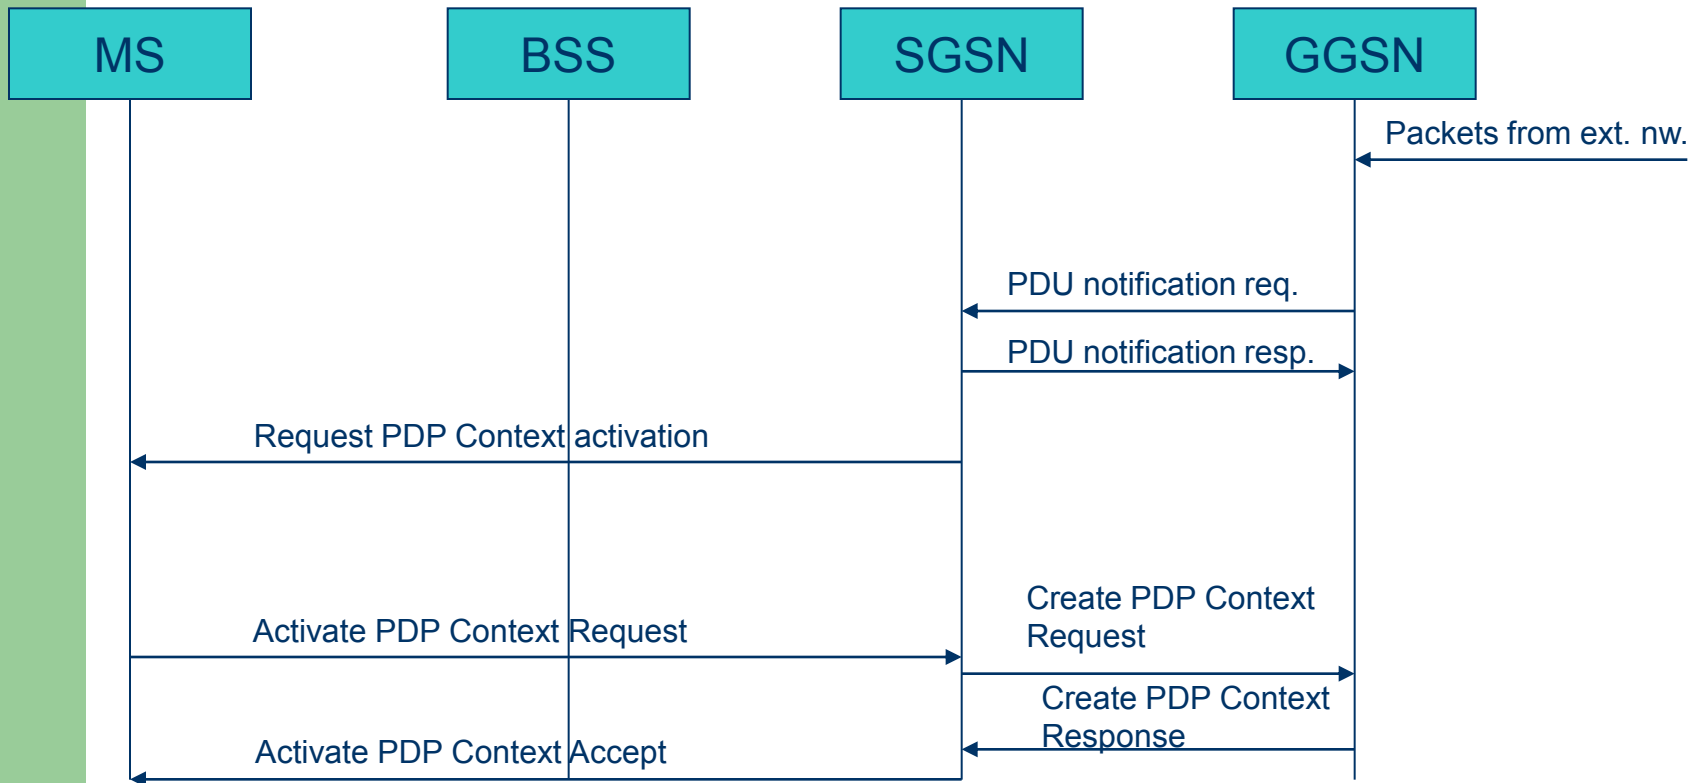 MS
BSS
SGSN
GGSN
Packets from ext. nw.
PDU notification req.
PDU notification resp.
Request PDP Context activation
Create PDP Context
Request
Activate PDP Context Request
Create PDP Context
Response
Activate PDP Context Accept